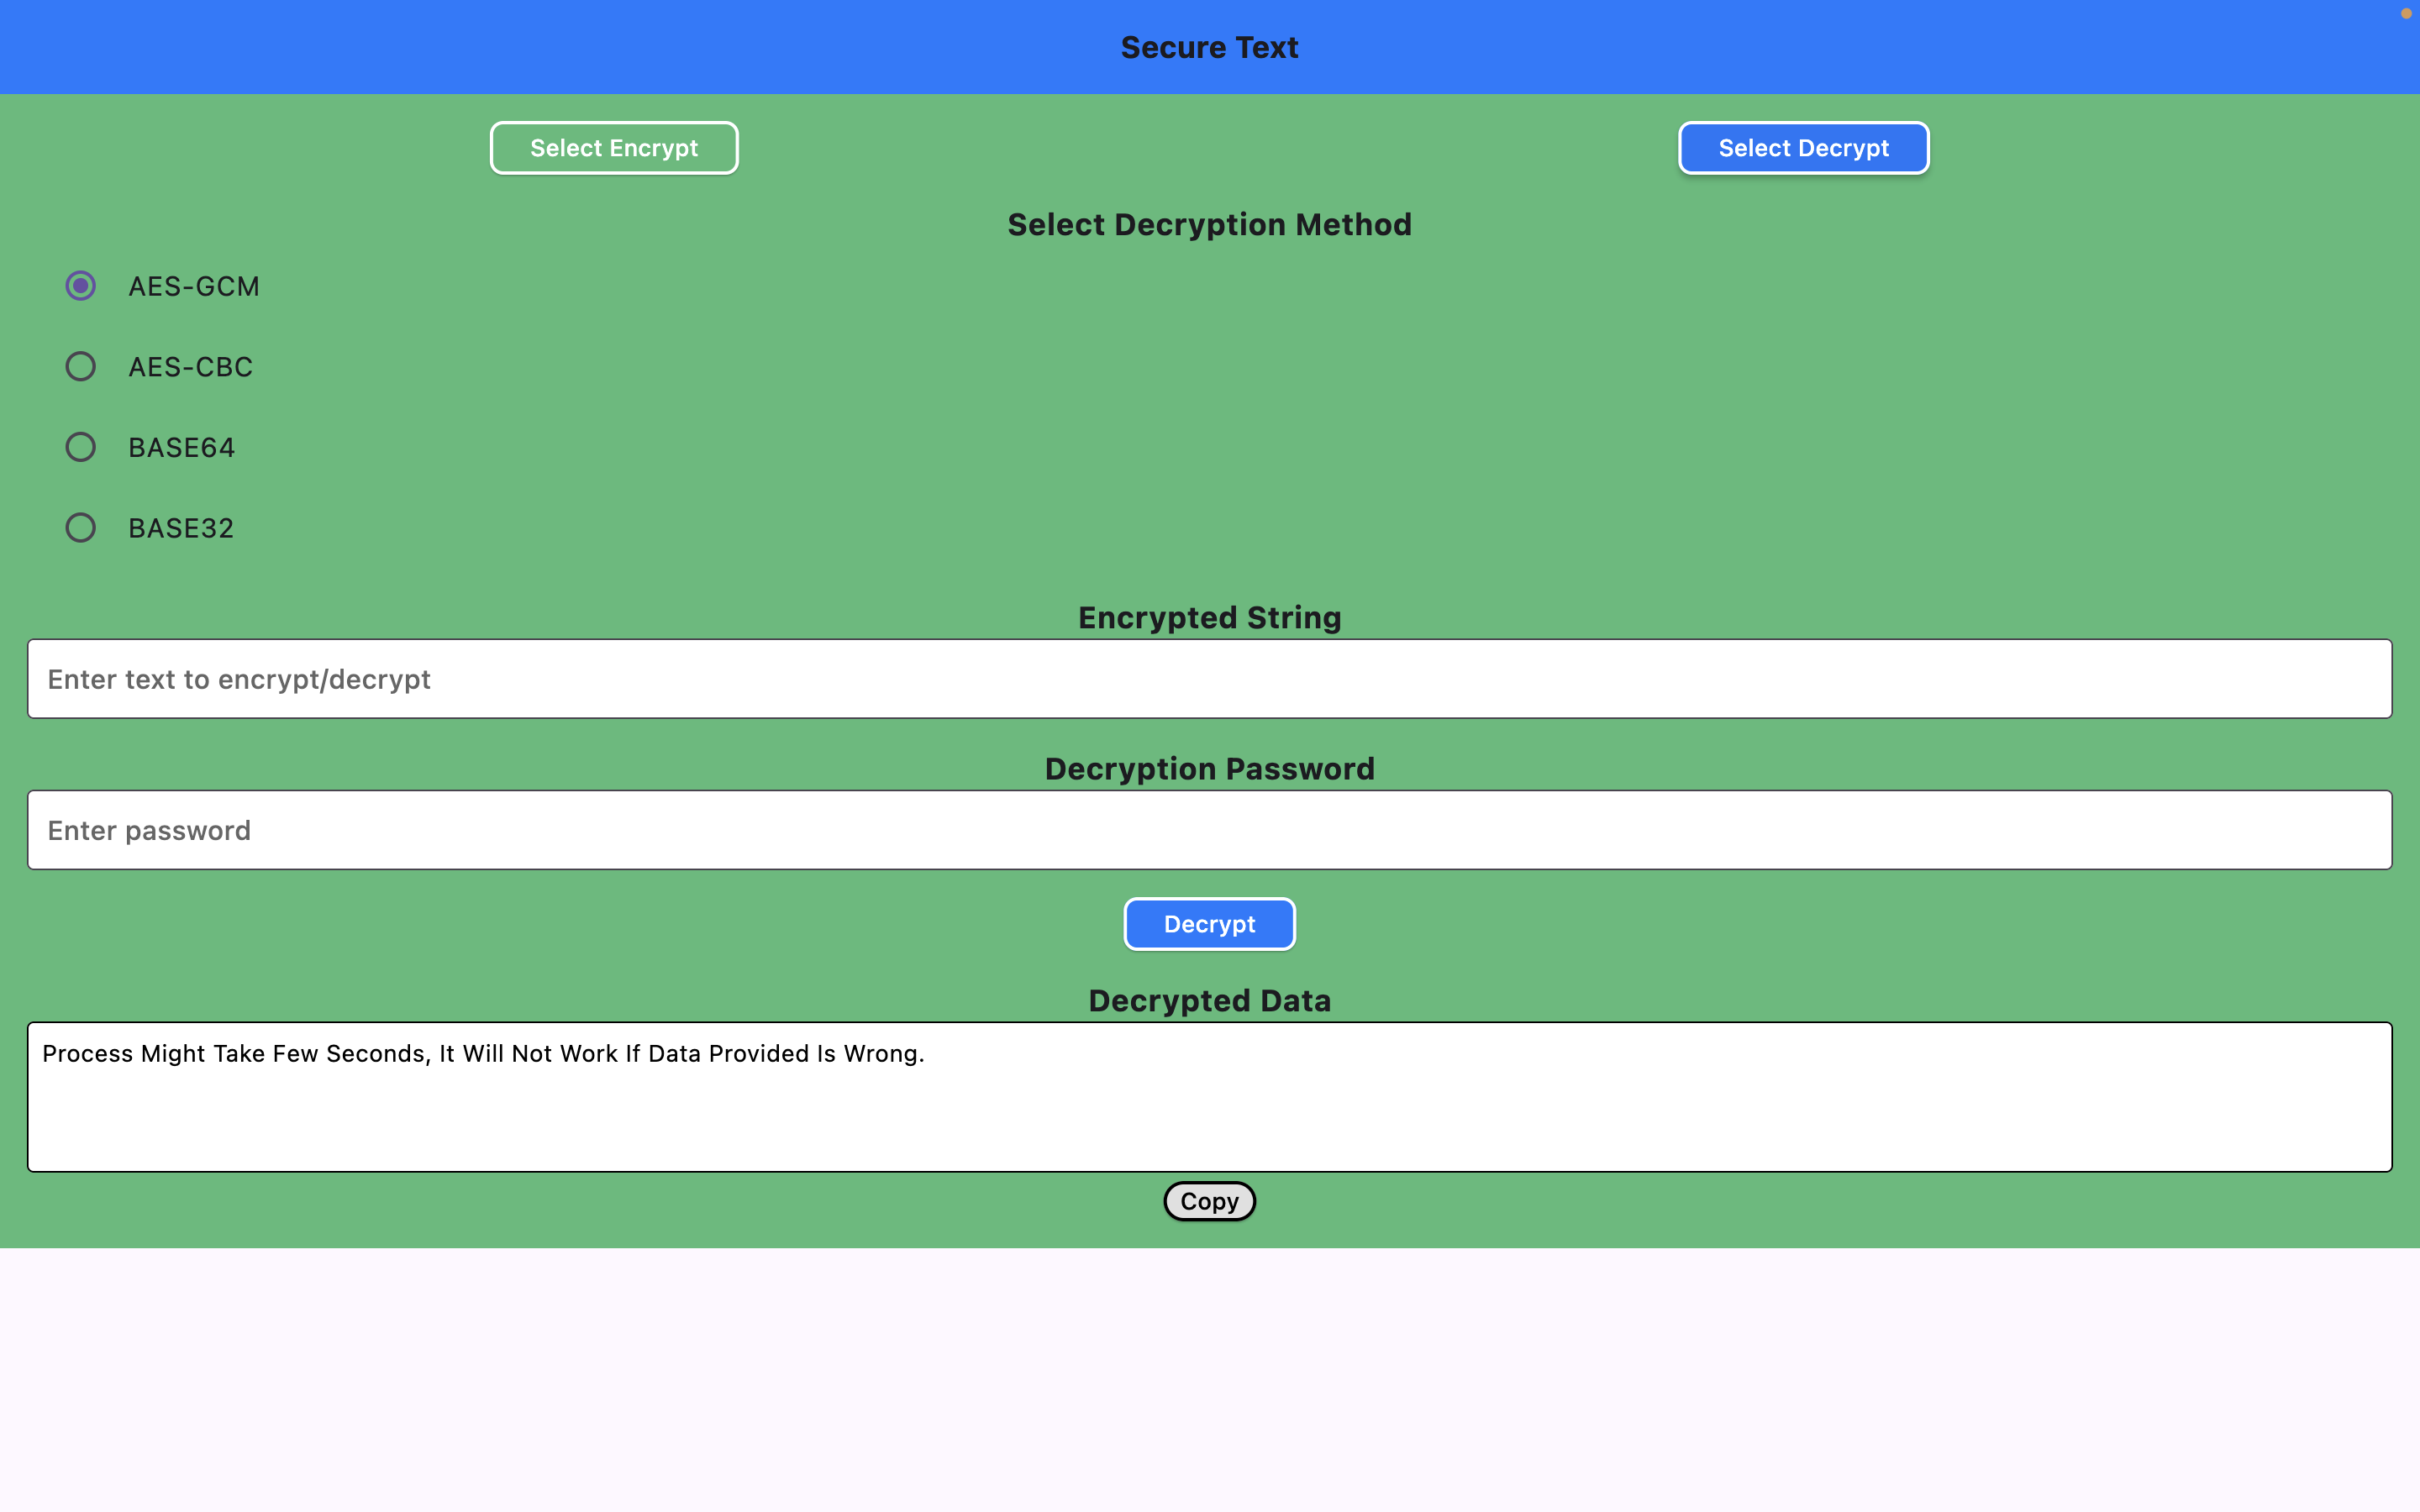 Secure Text
Select Encrypt
Select Decrypt
Select Decryption Method
AES-GCM
AES-CBC
BASE64
BASE32
Encrypted String
Enter text to encrypt/decrypt
Decryption Password
Enter password
Decrypt
Decrypted Data
Process Might Take Few Seconds, It Will Not Work If Data Provided Is Wrong.
Copy